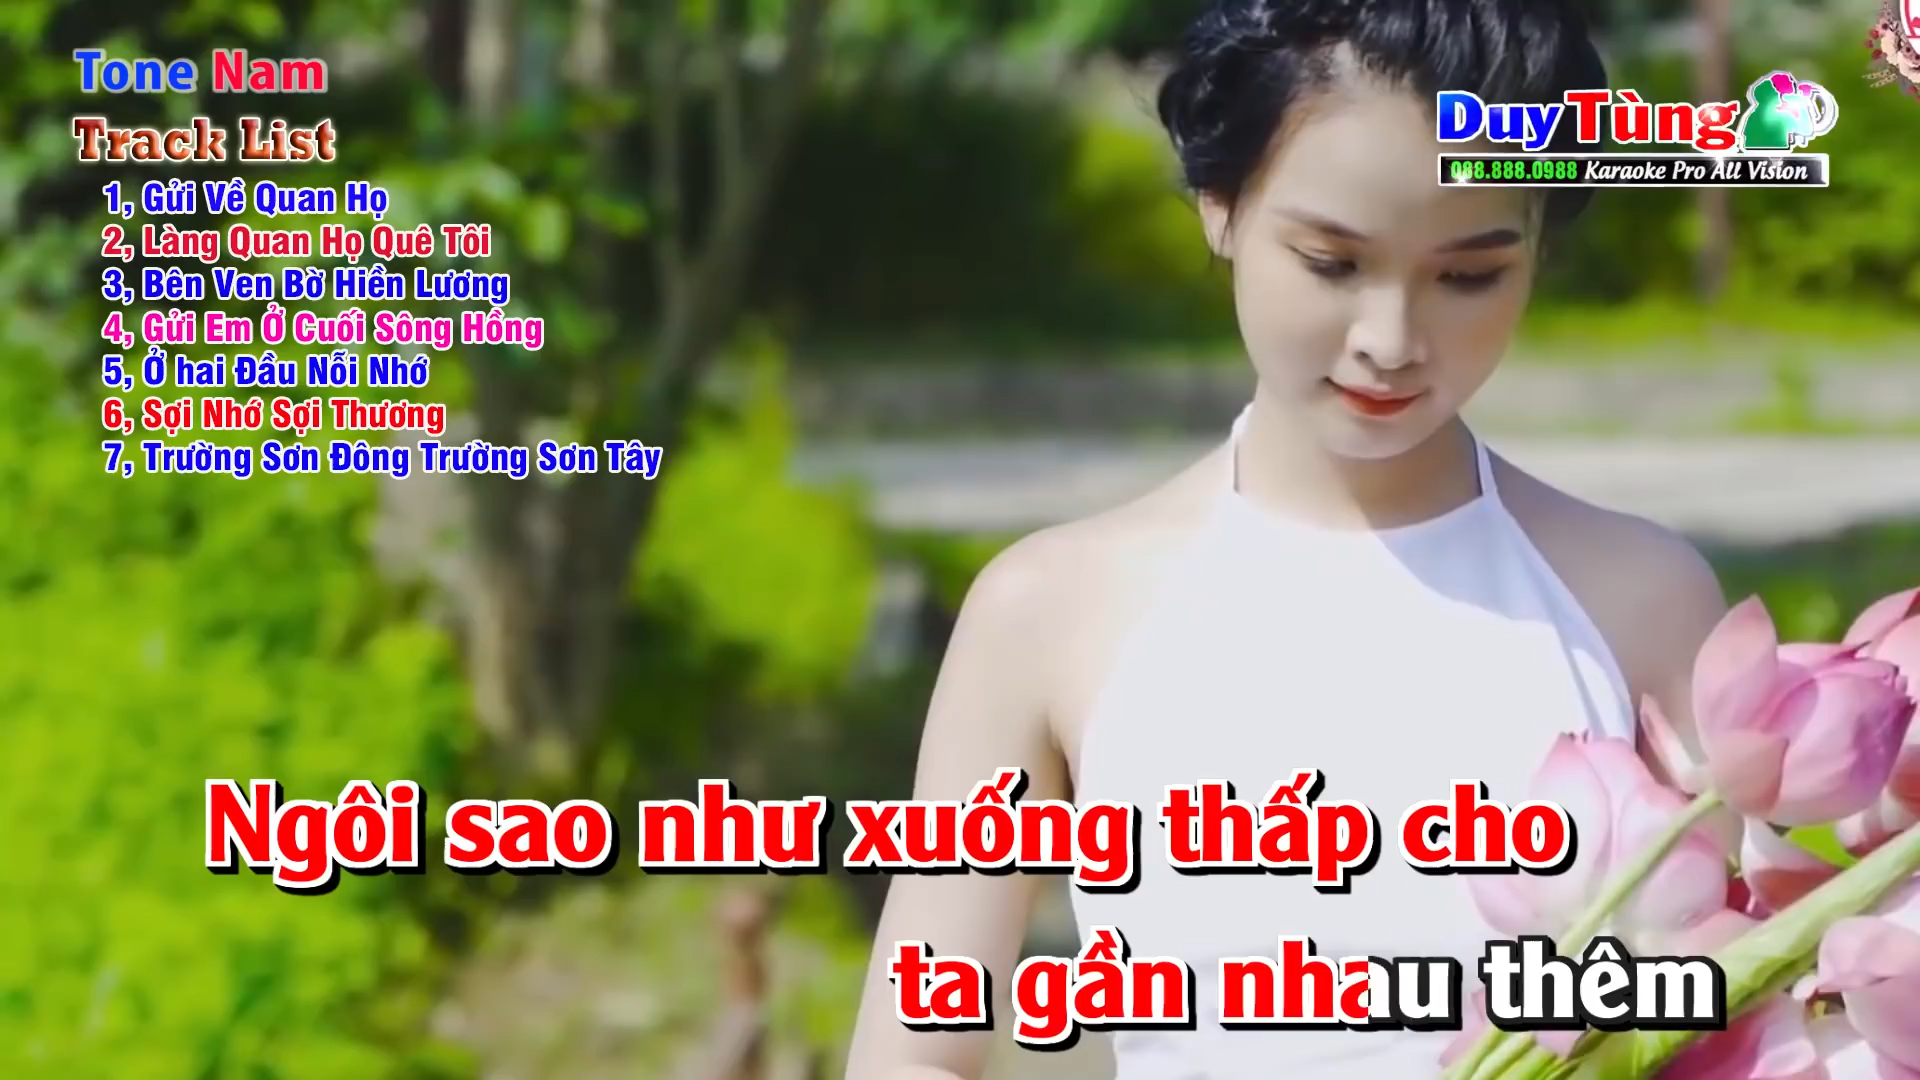 Tone Nam
Track List
1, Gửi Về Quan Họ
2, Làng Quan Họ Quê Tôi
3, Bên Ven Bờ Hiền Lương
4, Gửi Em Ở Cuối Sông Hồng
5, Ở hai Đầu Nỗi Nhớ
6, Sợi Nhớ Sợi Thương
7, Trường Sơn Đông Trường Sơn Tây
Duy Tùng
088.888.0988 Karaoke Pro All Vision
Ngôi sao như xuống thấp cho
ta gần nhau thêm